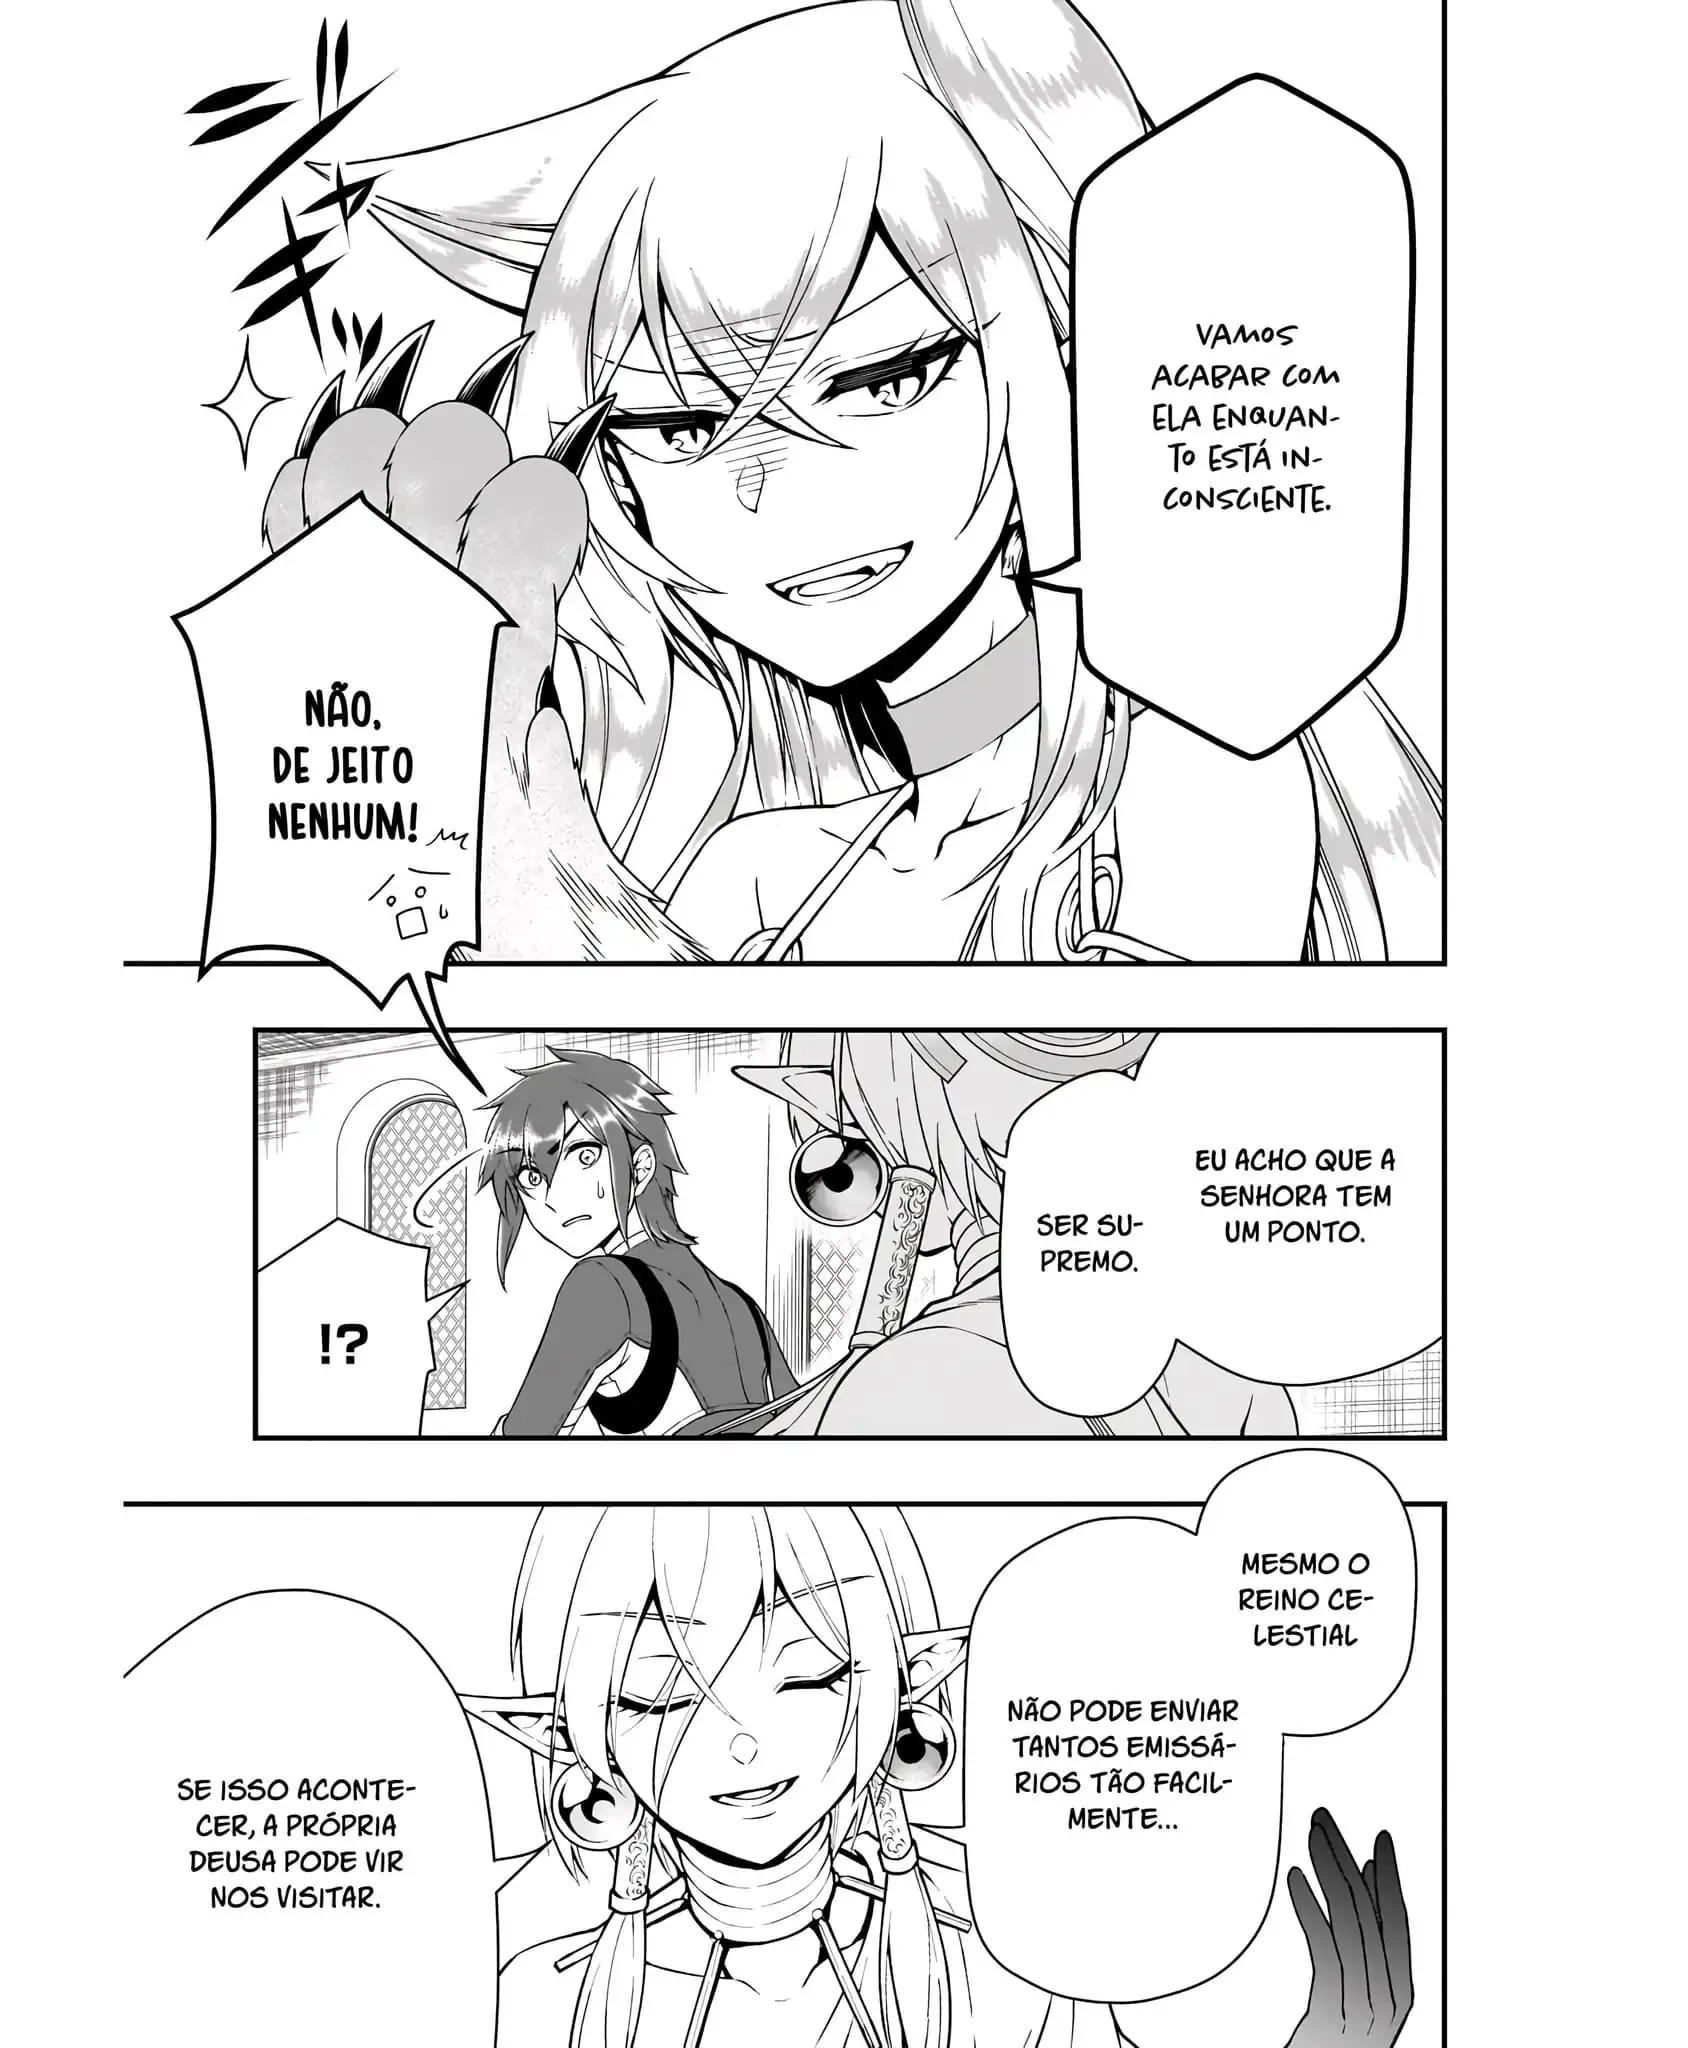 VAMOS
ACABAR COM
ELA ENQUAN-
TO ESTÁ IN-
CONSCIENTE.
NÃO,
DE JEITO
NENHUM!
EU ACHO QUE A
SENHORA TEM
UM PONTO.
SER SU-
PREMO.
!?
MESMO O
REINO CE-
LESTIAL
NÃO PODE ENVIAR
TANTOS EMISSÁ-
RIOS TÃO FACIL-
MENTE...
SE ISSO ACONTE-
CER, A PRÓPRIA
DEUSA PODE VIR
NOS VISITAR.